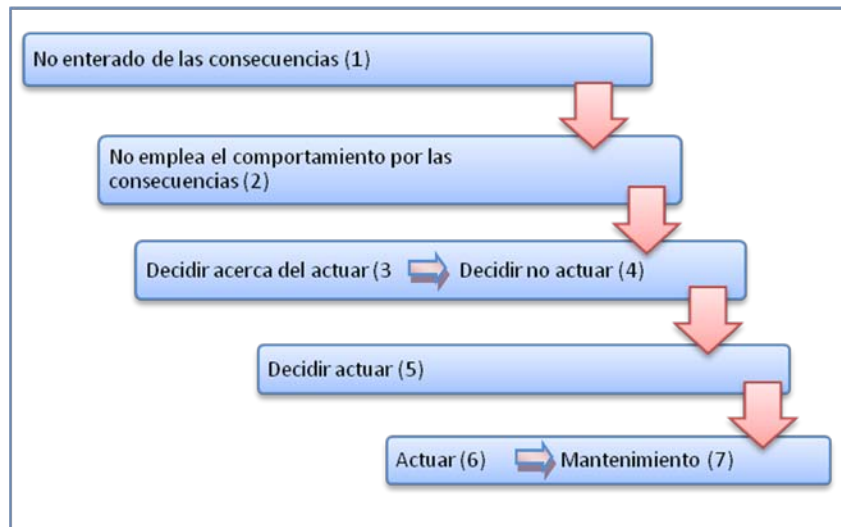 No enterado de las consecuencias (1)
No emplea el comportamiento por las
consecuencias (2)
Decidir acerca del actuar (3 Decidir no actuar (4)
Decidir actuar (5)
Actuar (6) Mantenimiento (7)